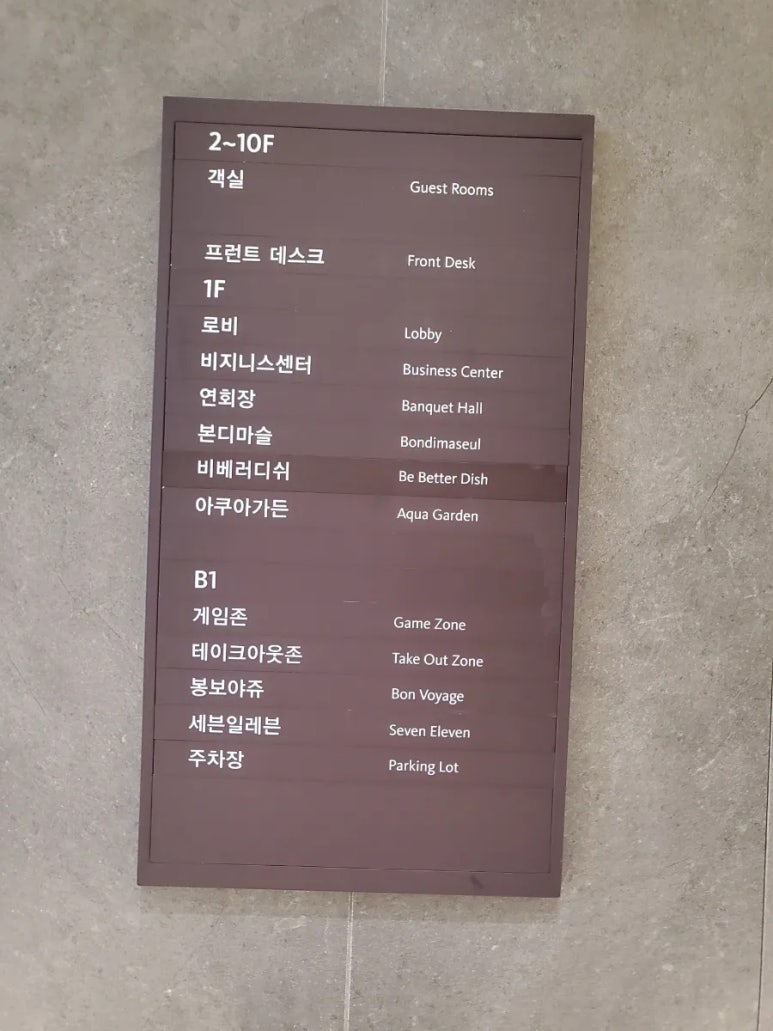 2~10F
객실 Guest Rooms
프런트 데스크 Front Desk
1F
로비 Lobby
비지니스센터 Business Center
연회장 Banquet Hall
본디마슬 Bondimaseul
비베러디쉬 Be Better Dish
아쿠아가든 Aqua Garden
B1
게임존 Game Zone
테이크아웃존 Take Out Zone
봉보야쥬 Bon Voyage
세븐일레븐 Seven Eleven
주차장 Parking Lot